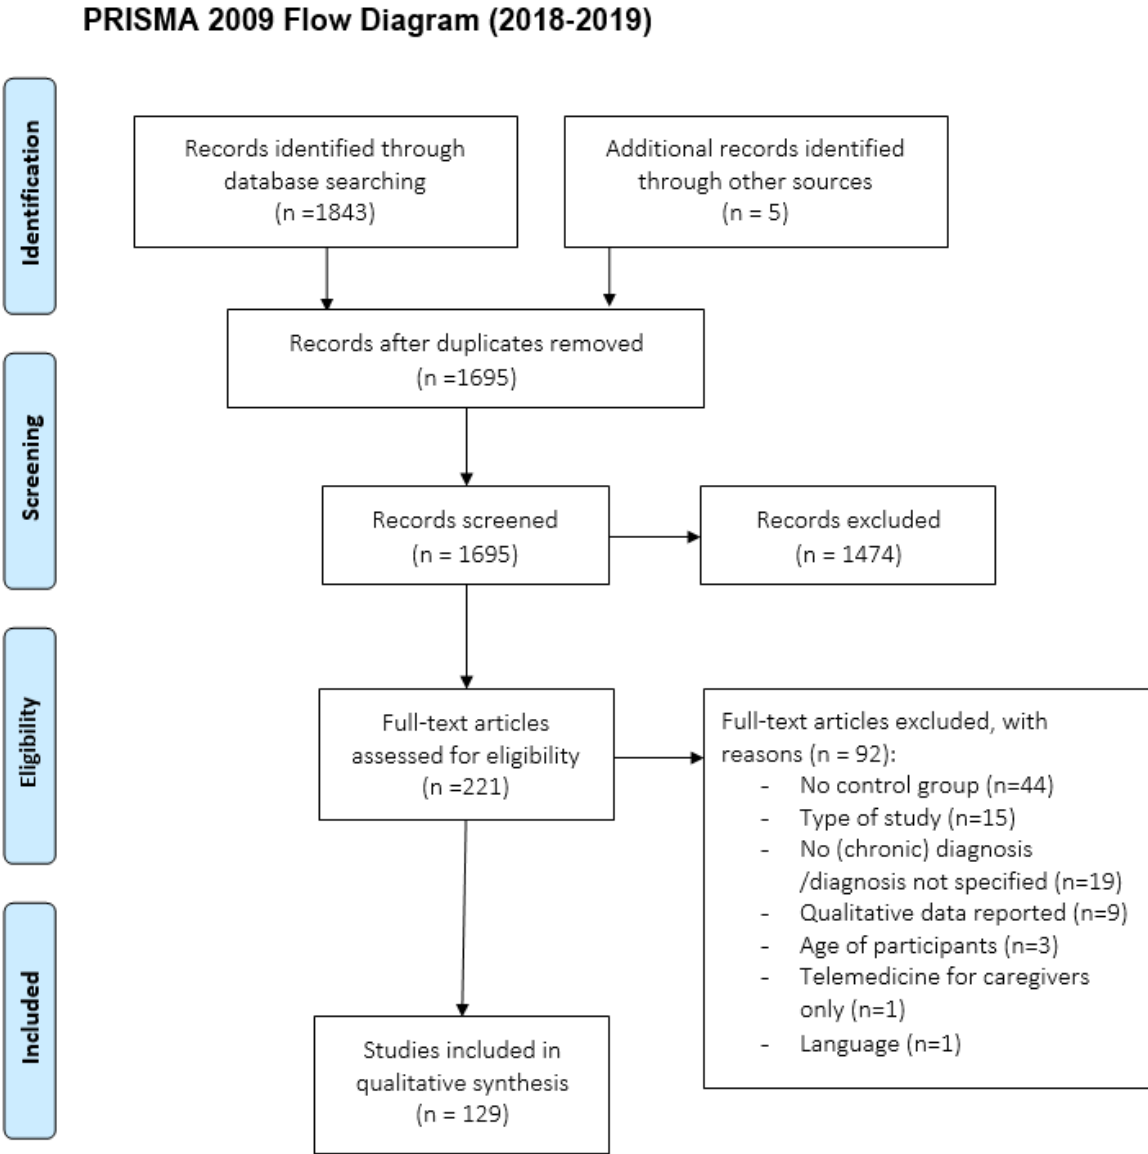 PRISMA 2009 Flow Diagram (2018-2019)
Identification
Records identified through
database searching
(n =1843)
Additional records identified
through other sources
(n = 5)
Records after duplicates removed
(n =1695)
Screening
Records screened
(n = 1695)
Records excluded
(n = 1474)
Eligibility
Full-text articles
assessed for eligibility
(n =221)
Full-text articles excluded, with
reasons (n = 92):
- No control group (n=44)
- Type of study (n=15)
- No (chronic) diagnosis
/diagnosis not specified (n=19)
- Qualitative data reported (n=9)
- Age of participants (n=3)
- Telemedicine for caregivers
only (n=1)
- Language (n=1)
Included
Studies included in
qualitative synthesis
(n = 129)